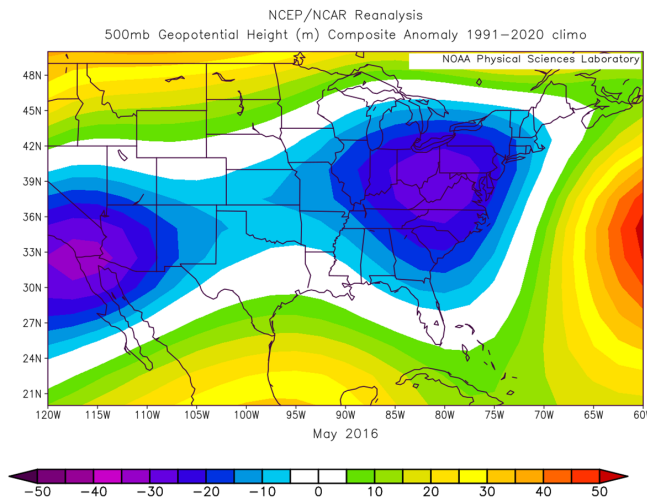 NCEP/NCAR Reanalysis
500mb Geopotential Height (m) Composite Anomaly 1991−2020 climo
NOAA Physical Sciences Laboratory
48N
45N
42N
39N
36N
33N
30N
27N
24N
21N
120W 115W 110W 105W 100W 95W 90W 85W 80W 75W 70W 65W 60W
May 2016
−50 −40 −30 −20 −10 0 10 20 30 40 50